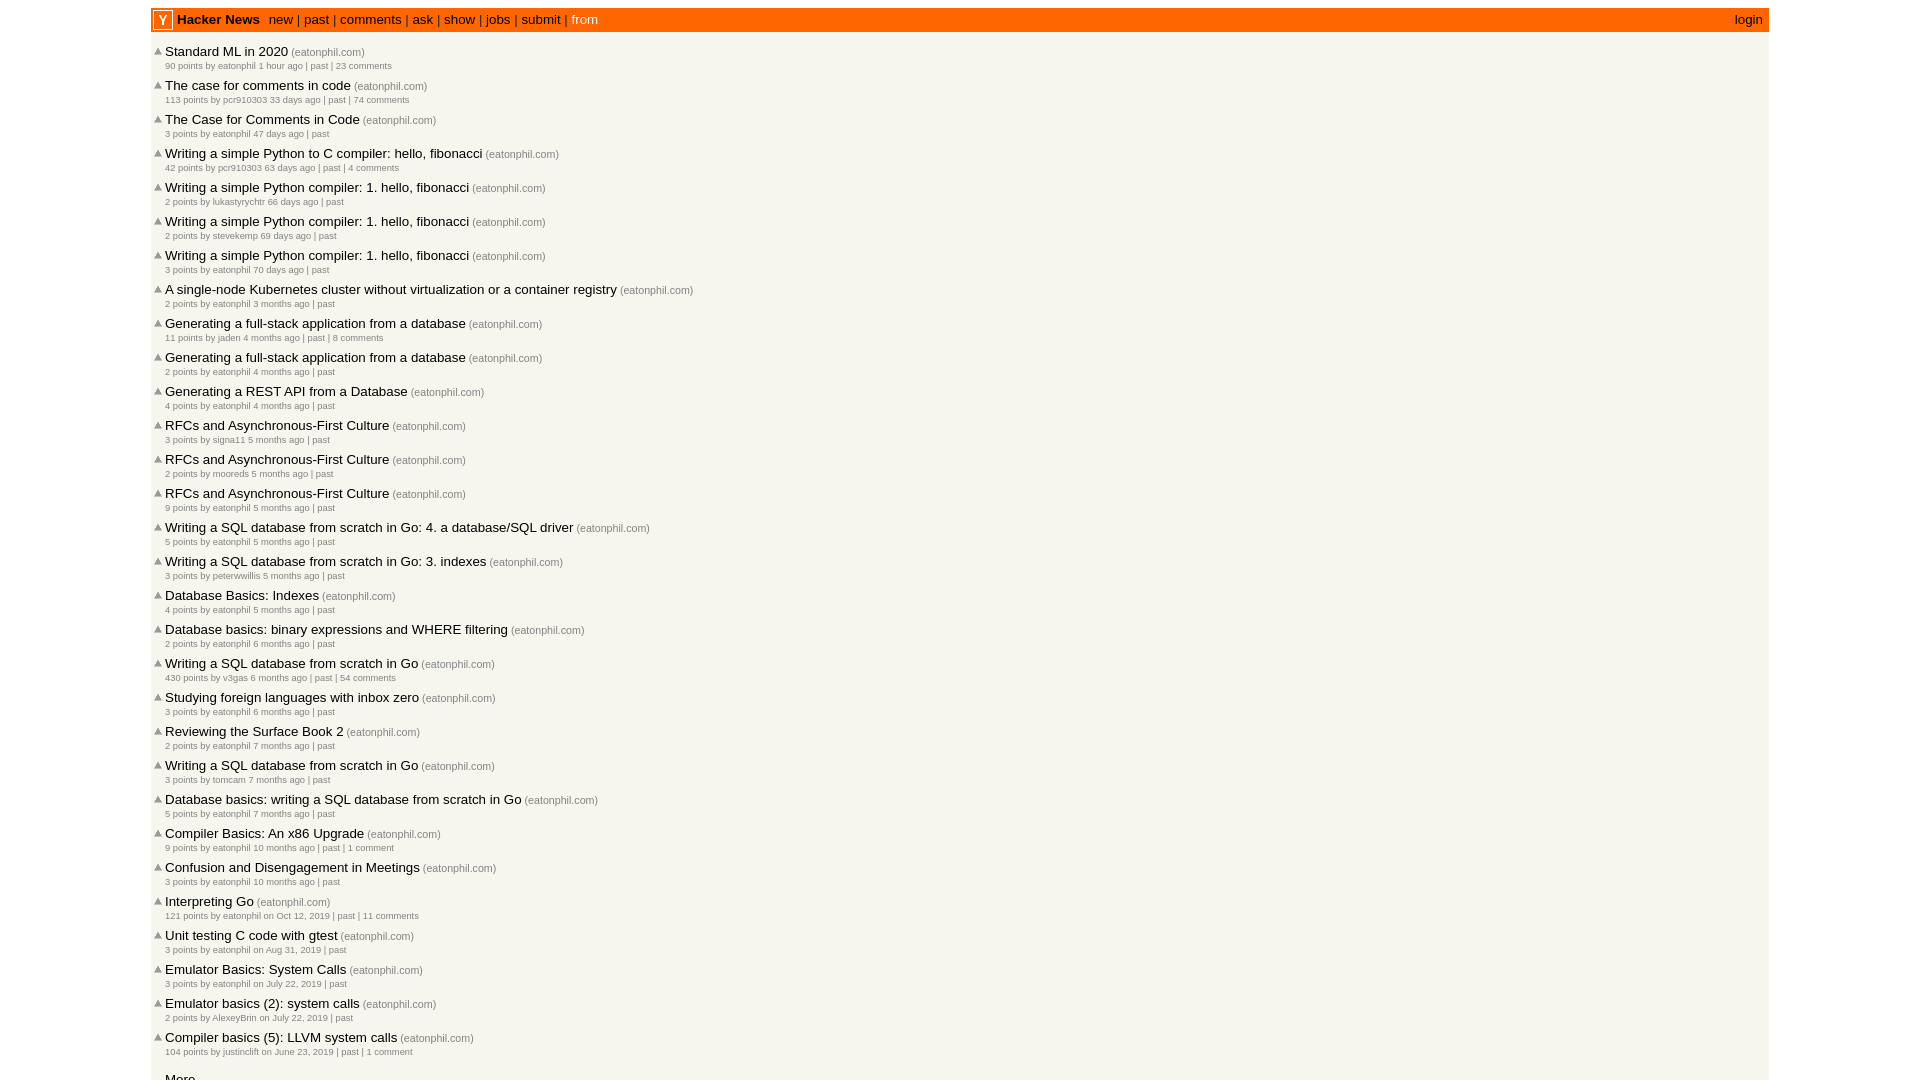 Y Hacker News new | past | comments | ask | show | jobs | submit | from login
Standard ML in 2020 (eatonphil.com)
90 points by eatonphil 1 hour ago | past | 23 comments
The case for comments in code (eatonphil.com)
113 points by pcr910303 33 days ago | past | 74 comments
The Case for Comments in Code (eatonphil.com)
3 points by eatonphil 47 days ago | past
Writing a simple Python to C compiler: hello, fibonacci (eatonphil.com)
42 points by pcr910303 63 days ago | past | 4 comments
Writing a simple Python compiler: 1. hello, fibonacci (eatonphil.com)
2 points by lukastyrychtr 66 days ago | past
Writing a simple Python compiler: 1. hello, fibonacci (eatonphil.com)
2 points by stevekemp 69 days ago | past
Writing a simple Python compiler: 1. hello, fibonacci (eatonphil.com)
3 points by eatonphil 70 days ago | past
A single-node Kubernetes cluster without virtualization or a container registry (eatonphil.com)
2 points by eatonphil 3 months ago | past
Generating a full-stack application from a database (eatonphil.com)
11 points by jaden 4 months ago | past | 8 comments
Generating a full-stack application from a database (eatonphil.com)
2 points by eatonphil 4 months ago | past
Generating a REST API from a Database (eatonphil.com)
4 points by eatonphil 4 months ago | past
RFCs and Asynchronous-First Culture (eatonphil.com)
3 points by signa11 5 months ago | past
RFCs and Asynchronous-First Culture (eatonphil.com)
2 points by mooreds 5 months ago | past
RFCs and Asynchronous-First Culture (eatonphil.com)
9 points by eatonphil 5 months ago | past
Writing a SQL database from scratch in Go: 4. a database/SQL driver (eatonphil.com)
5 points by eatonphil 5 months ago | past
Writing a SQL database from scratch in Go: 3. indexes (eatonphil.com)
3 points by peterwwillis 5 months ago | past
Database Basics: Indexes (eatonphil.com)
4 points by eatonphil 5 months ago | past
Database basics: binary expressions and WHERE filtering (eatonphil.com)
2 points by eatonphil 6 months ago | past
Writing a SQL database from scratch in Go (eatonphil.com)
430 points by v3gas 6 months ago | past | 54 comments
Studying foreign languages with inbox zero (eatonphil.com)
3 points by eatonphil 6 months ago | past
Reviewing the Surface Book 2 (eatonphil.com)
2 points by eatonphil 7 months ago | past
Writing a SQL database from scratch in Go (eatonphil.com)
3 points by tomcam 7 months ago | past
Database basics: writing a SQL database from scratch in Go (eatonphil.com)
5 points by eatonphil 7 months ago | past
Compiler Basics: An x86 Upgrade (eatonphil.com)
9 points by eatonphil 10 months ago | past | 1 comment
Confusion and Disengagement in Meetings (eatonphil.com)
3 points by eatonphil 10 months ago | past
Interpreting Go (eatonphil.com)
121 points by eatonphil on Oct 12, 2019 | past | 11 comments
Unit testing C code with gtest (eatonphil.com)
3 points by eatonphil on Aug 31, 2019 | past
Emulator Basics: System Calls (eatonphil.com)
3 points by eatonphil on July 22, 2019 | past
Emulator basics (2): system calls (eatonphil.com)
2 points by AlexeyBrin on July 22, 2019 | past
Compiler basics (5): LLVM system calls (eatonphil.com)
104 points by justinclift on June 23, 2019 | past | 1 comment
More